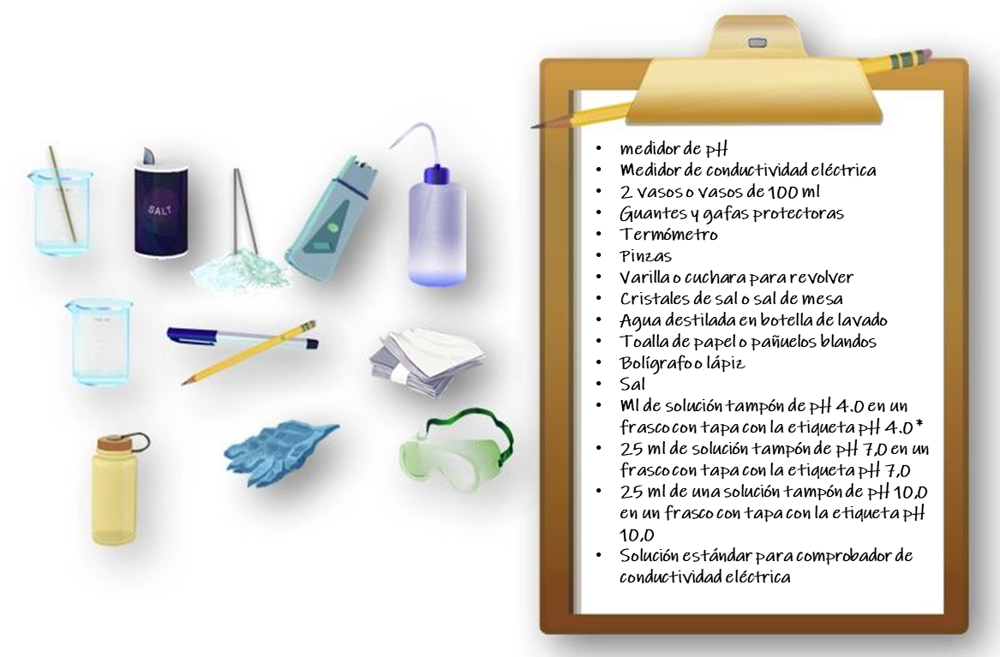 SALT
• medidor de pH
• Medidor de conductividad eléctrica
• 2 vasos o vasos de 100 ml
• Guantes y gafas protectoras
• Termómetro
• Pinzas
• Varilla o cuchara para revolver
• Cristales de sal o sal de mesa
• Agua destilada en botella de lavado
• Toalla de papel o pañuelos blandos
• Bolígrafo o lápiz
• Sal
• Ml de solución tampón de pH 4.0 en un
frasco con tapa con la etiqueta pH 4.0*
• 25 ml de solución tampón de pH 7,0 en un
frasco con tapa con la etiqueta pH 7,0
• 25 ml de una solución tampón de pH 10,0
en un frasco con tapa con la etiqueta pH
10,0
• Solución estándar para comprobador de
conductividad eléctrica